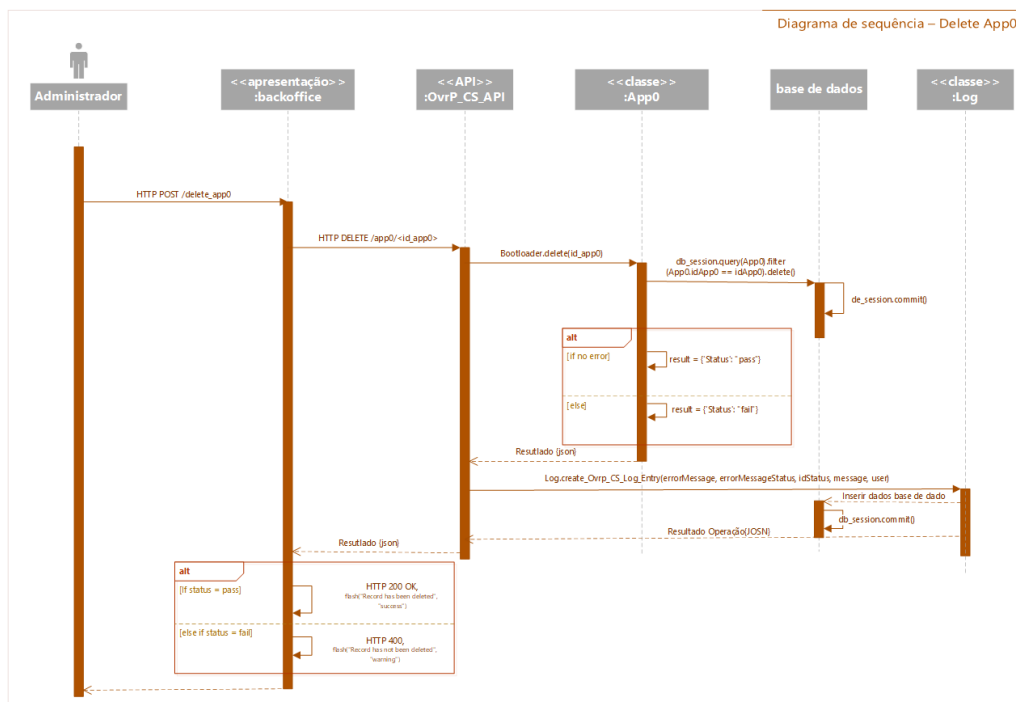 Diagrama de sequência – Delete App0
Administrador
<<apresentação>>
:backoffice
<<API>>
:OvrP_CS_API
<<classe>>
:App0
base de dados
<<classe>>
:Log
HTTP POST /delete_app0
HTTP DELETE /app0/<id_app0>
Bootloader.delete(id_app0)
db_session.query(App0).filter
(App0.idApp0 == idApp0).delete()
de_session.commit()
alt
[if no error]
result = {'Status': "pass"}
[else]
result = {'Status': "fail"}
Resutlado (json)
Log.create_Ovrp_CS_Log_Entry(errorMessage, errorMessageStatus, idStatus, message, user)
Inserir dados base de dado
db_session.commit()
Resultado Operação(JOSN)
Resutlado (json)
alt
[If status = pass]
HTTP 200 OK,
flash("Record has been deleted",
"success")
[else if status = fail]
HTTP 400,
flash("Record has not been deleted",
"warning")